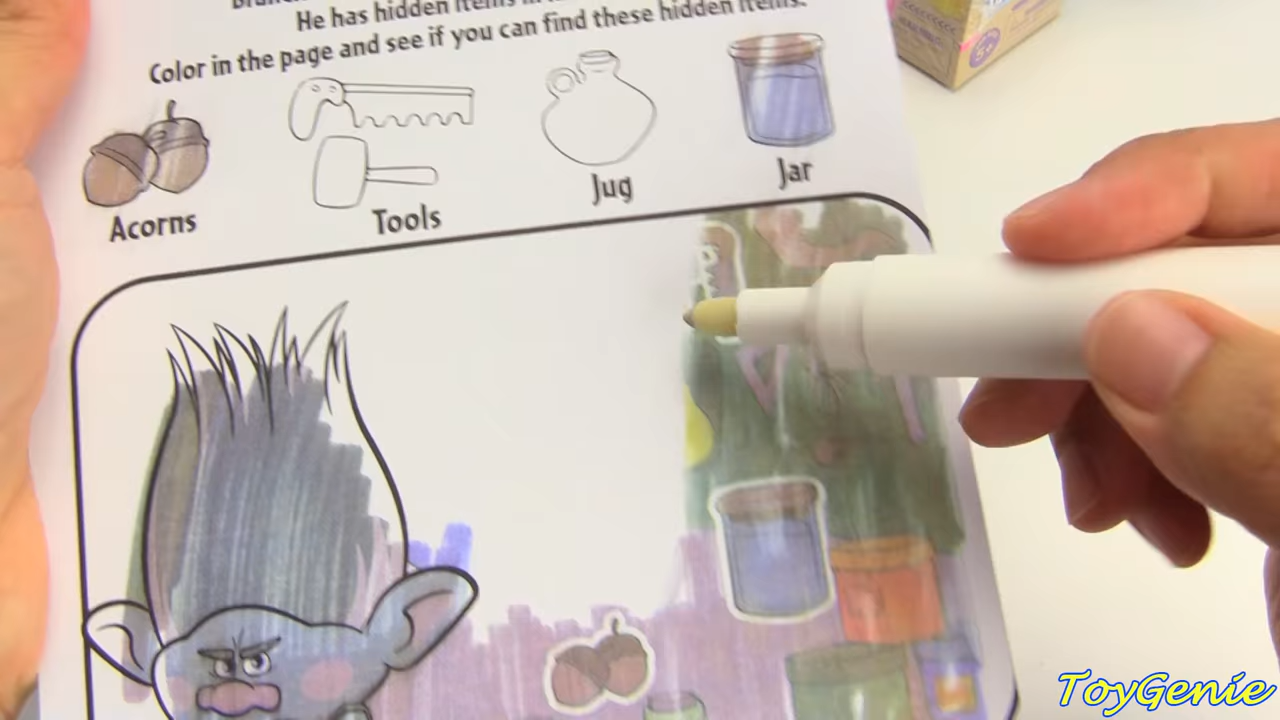 He has hidden items in
Color in the page and see if you can find these hidden items.
Acorns
Tools
Jug
Jar
5+
ToyGenie